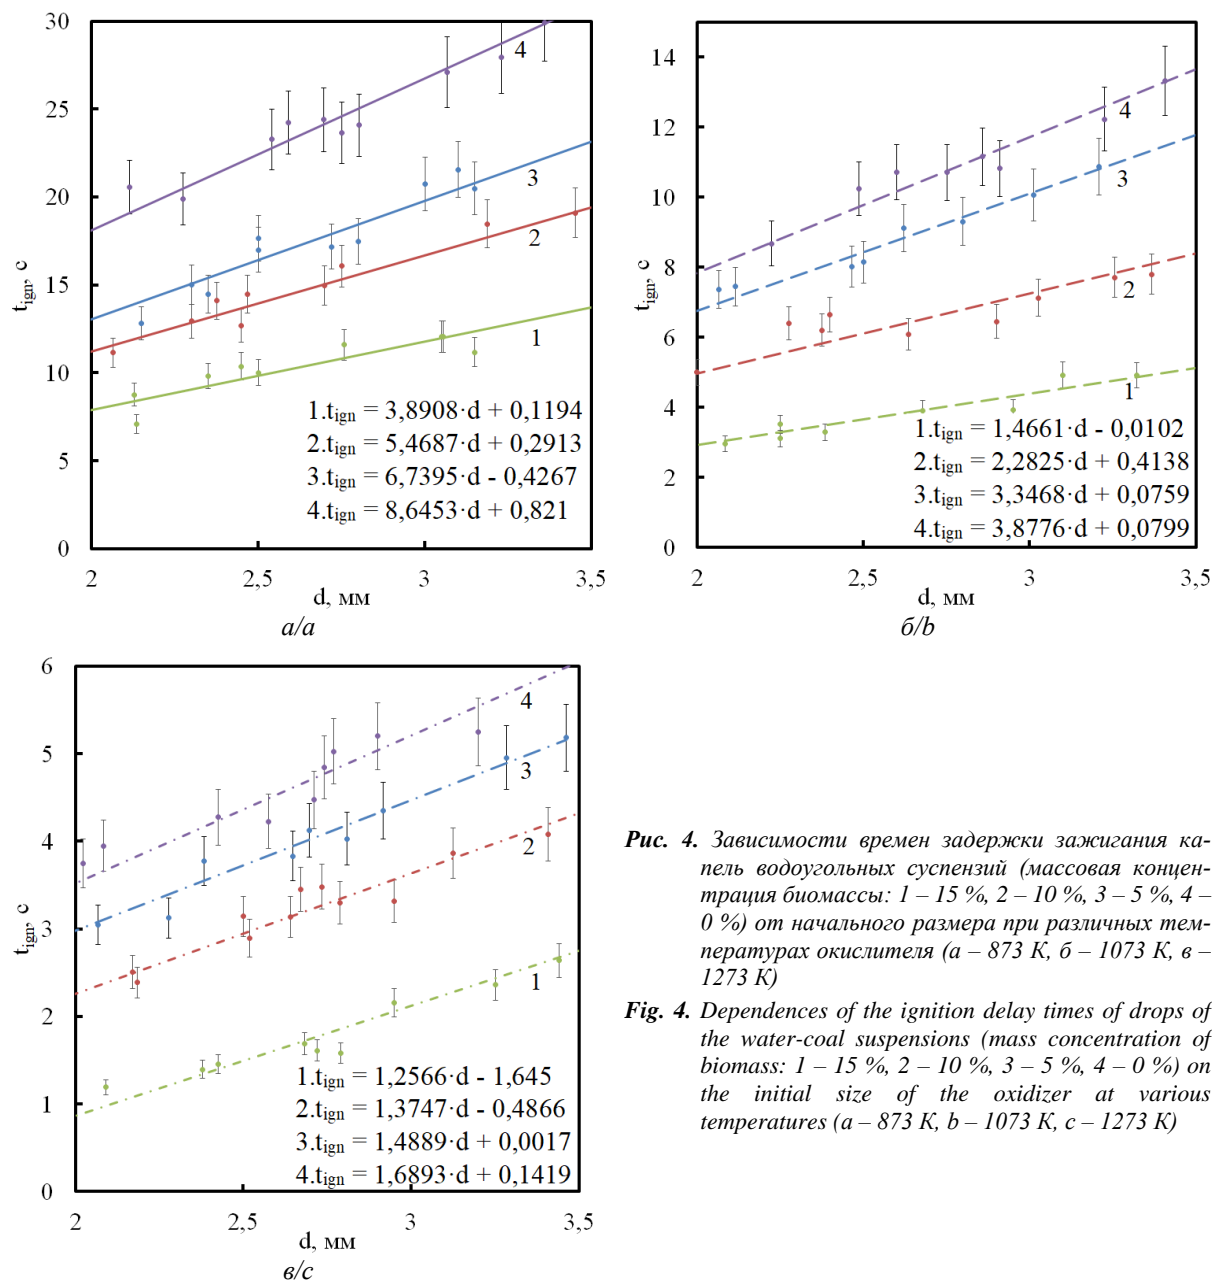 30
25
20
15
10
5
0
t_ign, с
4
3
2
1
1.t_ign = 3,8908·d + 0,1194
2.t_ign = 5,4687·d + 0,2913
3.t_ign = 6,7395·d - 0,4267
4.t_ign = 8,6453·d + 0,821
2 2,5 3 3,5
d, мм
а/a
14
12
10
8
6
4
2
0
t_ign, с
4
3
2
1
1.t_ign = 1,4661·d - 0,0102
2.t_ign = 2,2825·d + 0,4138
3.t_ign = 3,3468·d + 0,0759
4.t_ign = 3,8776·d + 0,0799
2 2,5 3 3,5
d, мм
б/b
6
5
4
3
2
1
0
t_ign, с
4
3
2
1
1.t_ign = 1,2566·d - 1,645
2.t_ign = 1,3747·d - 0,4866
3.t_ign = 1,4889·d + 0,0017
4.t_ign = 1,6893·d + 0,1419
2 2,5 3 3,5
d, мм
в/c
Рис. 4. Зависимости времен задержки зажигания ка-
пель водоугольных суспензий (массовая концен-
трация биомассы: 1 – 15 %, 2 – 10 %, 3 – 5 %, 4 –
0 %) от начального размера при различных тем-
пературах окислителя (а – 873 К, б – 1073 К, в –
1273 К)
Fig. 4. Dependences of the ignition delay times of drops of
the water-coal suspensions (mass concentration of
biomass: 1 – 15 %, 2 – 10 %, 3 – 5 %, 4 – 0 %) on
the initial size of the oxidizer at various
temperatures (a – 873 K, b – 1073 K, c – 1273 K)